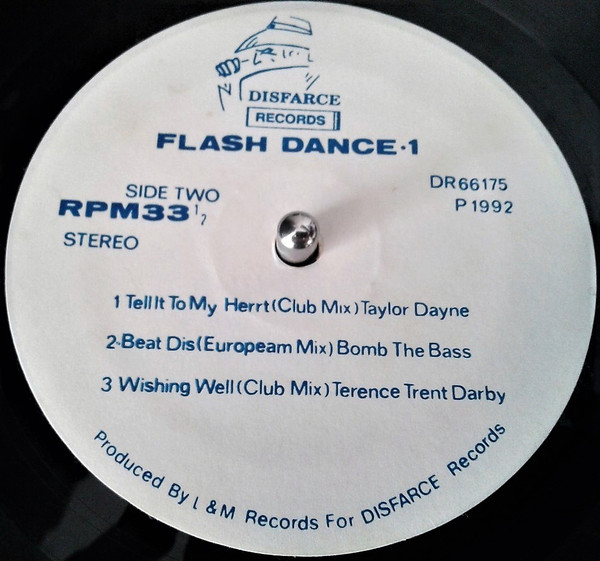 DISFARCE
RECORDS
FLASH DANCE·1
SIDE TWO
RPM33 1/2
STEREO
DR66175
P 1992
1 Tell It To My Herrt (Club Mix) Taylor Dayne
2·Beat Dis (Europeam Mix) Bomb The Bass
3 Wishing Well (Club Mix) Terence Trent Darby
Produced By L & M Records For DISFARCE Records